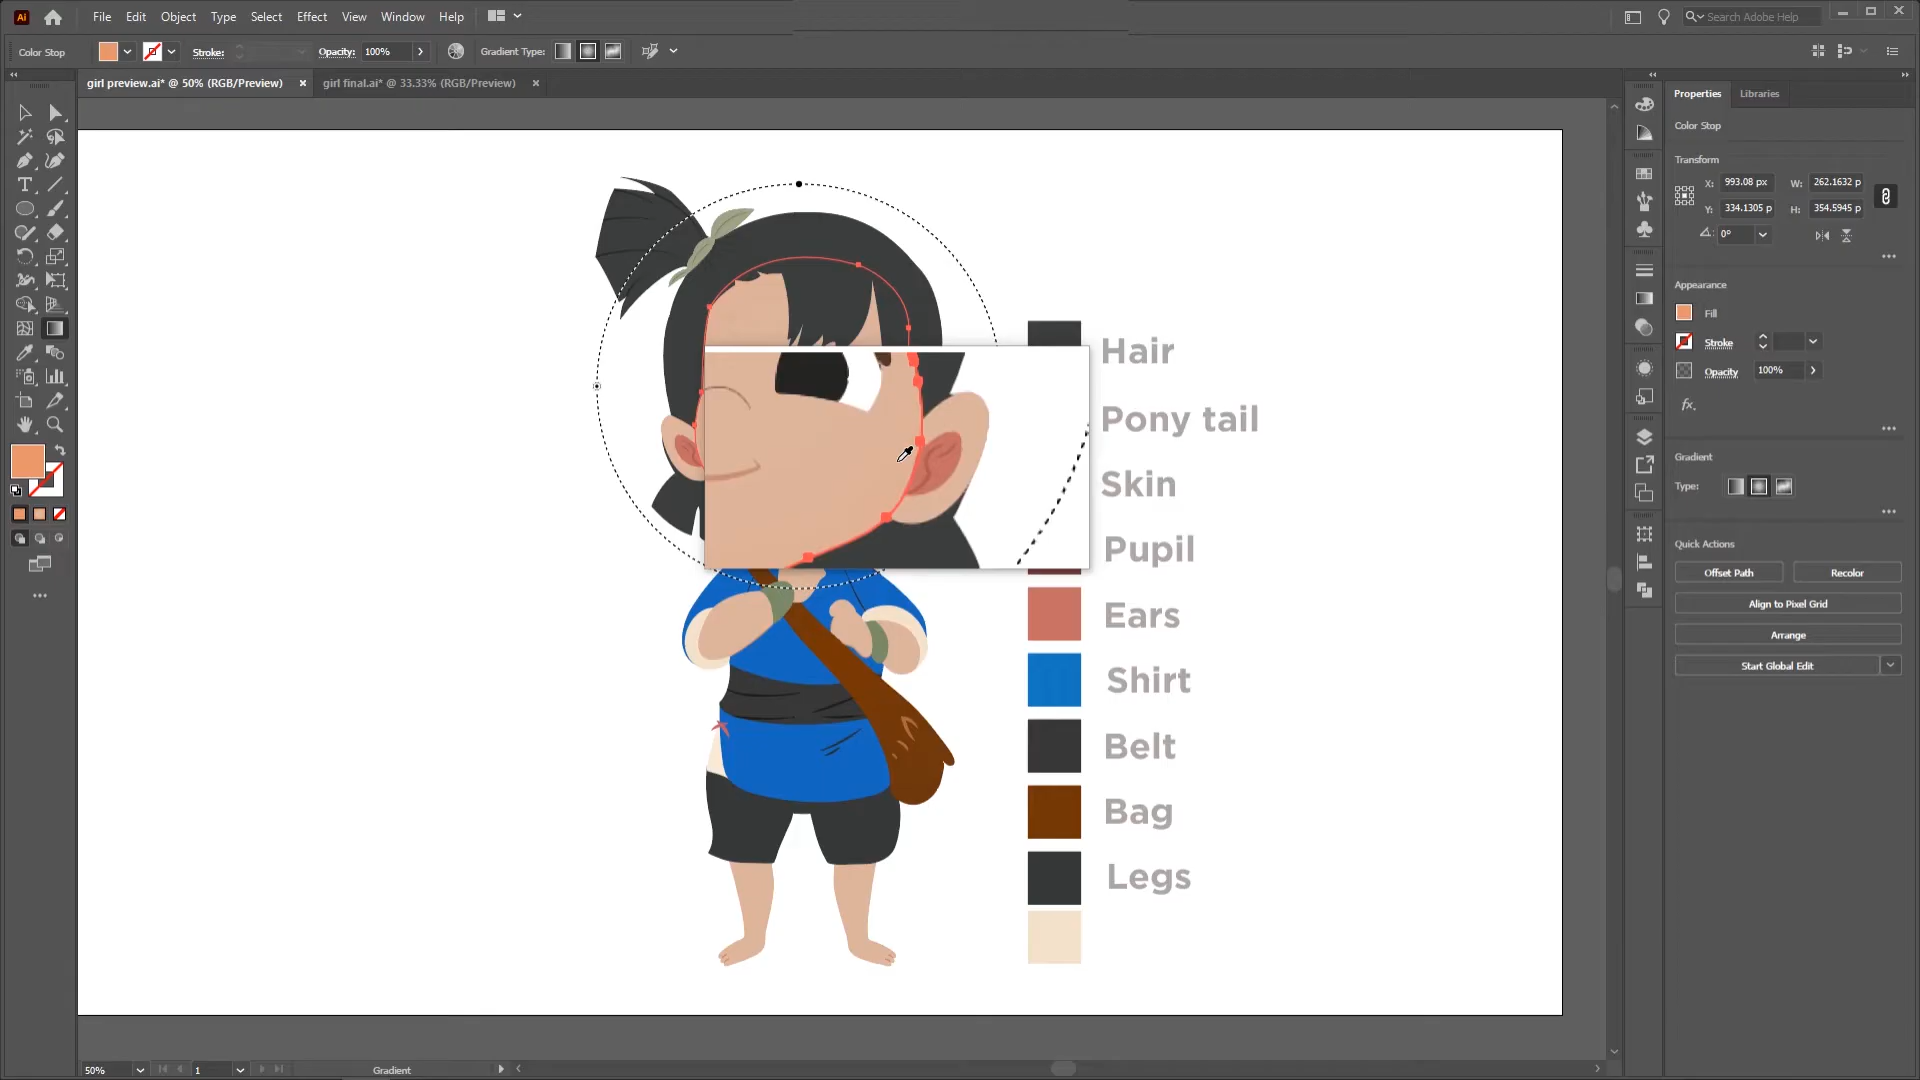 Ai File Edit Object Type Select Effect View Window Help Search Adobe Help
Color Stop Stroke: Opacity: 100% Gradient Type:
girl preview.ai* @ 50% (RGB/Preview) × girl final.ai* @ 33.33% (RGB/Preview) ×
Properties Libraries
Color Stop
Transform
X: 993.08 px W: 262.1632 p
Y: 334.1305 p H: 354.5945 p
0°
Appearance
Fill
Stroke
Opacity 100%
fx.
Gradient
Type:
Quick Actions
Offset Path Recolor
Align to Pixel Grid
Arrange
Start Global Edit
Hair
Pony tail
Skin
Pupil
Ears
Shirt
Belt
Bag
Legs
50% 1 Gradient